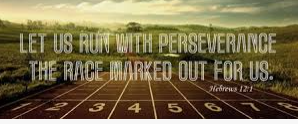 LET US RUN WITH PERSEVERANCE
THE RACE MARKED OUT FOR US.
Hebrews 12:1
1 2 3 4 5 6 7 8